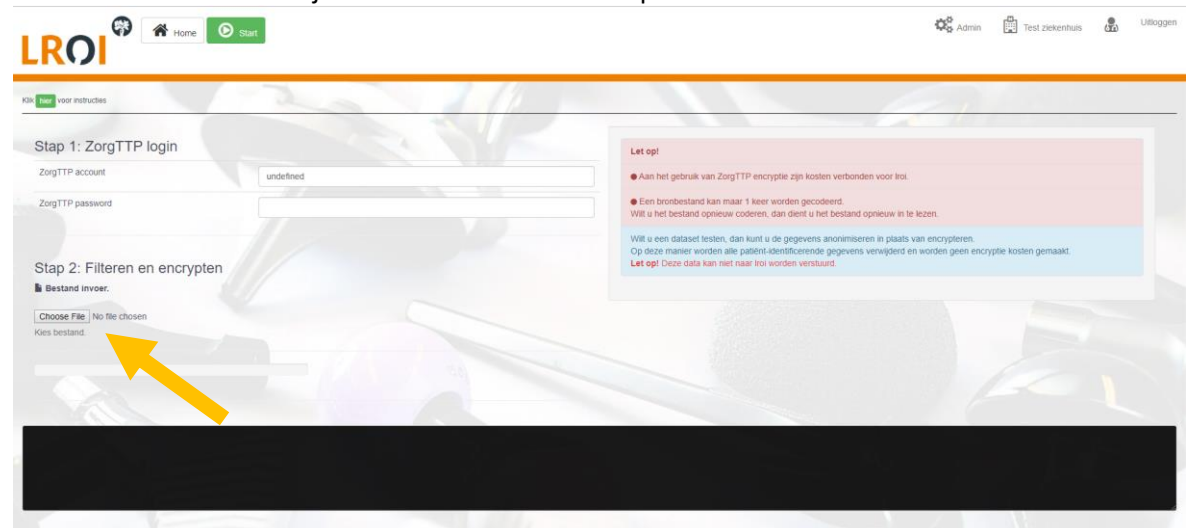 LROI
Home
Start
Admin
Test ziekenhuis
Uitloggen
Klik hier voor instructies
Stap 1: ZorgTTP login
ZorgTTP account
undefined
ZorgTTP password
Stap 2: Filteren en encrypten
Bestand invoer.
Choose File No file chosen
Kies bestand.
Let op!
Aan het gebruik van ZorgTTP encryptie zijn kosten verbonden voor lroi.
Een bronbestand kan maar 1 keer worden gecodeerd.
Wilt u het bestand opnieuw coderen, dan dient u het bestand opnieuw in te lezen.
Wilt u een dataset testen, dan kunt u de gegevens anonimiseren in plaats van encrypteren.
Op deze manier worden alle patiënt-identificerende gegevens verwijderd en worden geen encryptie kosten gemaakt.
Let op! Deze data kan niet naar lroi worden verstuurd.